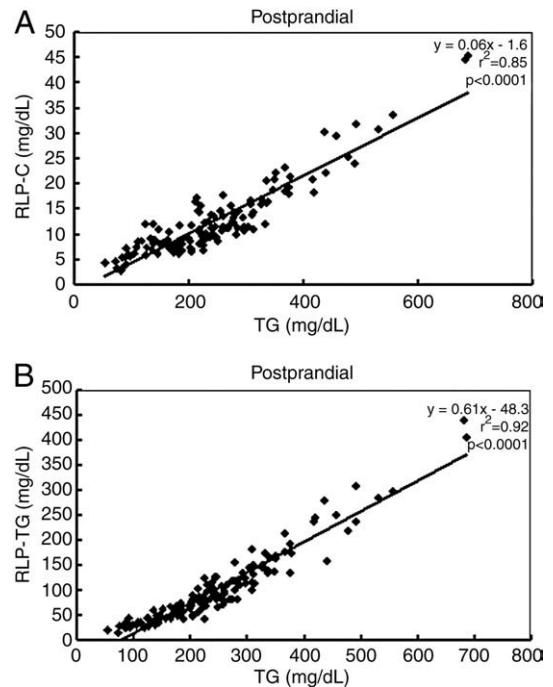 A
Postprandial
y = 0.06x - 1.6
r²=0.85
p<0.0001
RLP-C (mg/dL)
50
45
40
35
30
25
20
15
10
5
0
0 200 400 600 800
TG (mg/dL)
B
Postprandial
y = 0.61x - 48.3
r²=0.92
p<0.0001
RLP-TG (mg/dL)
500
450
400
350
300
250
200
150
100
50
0
0 100 200 300 400 500 600 700 800
TG (mg/dL)